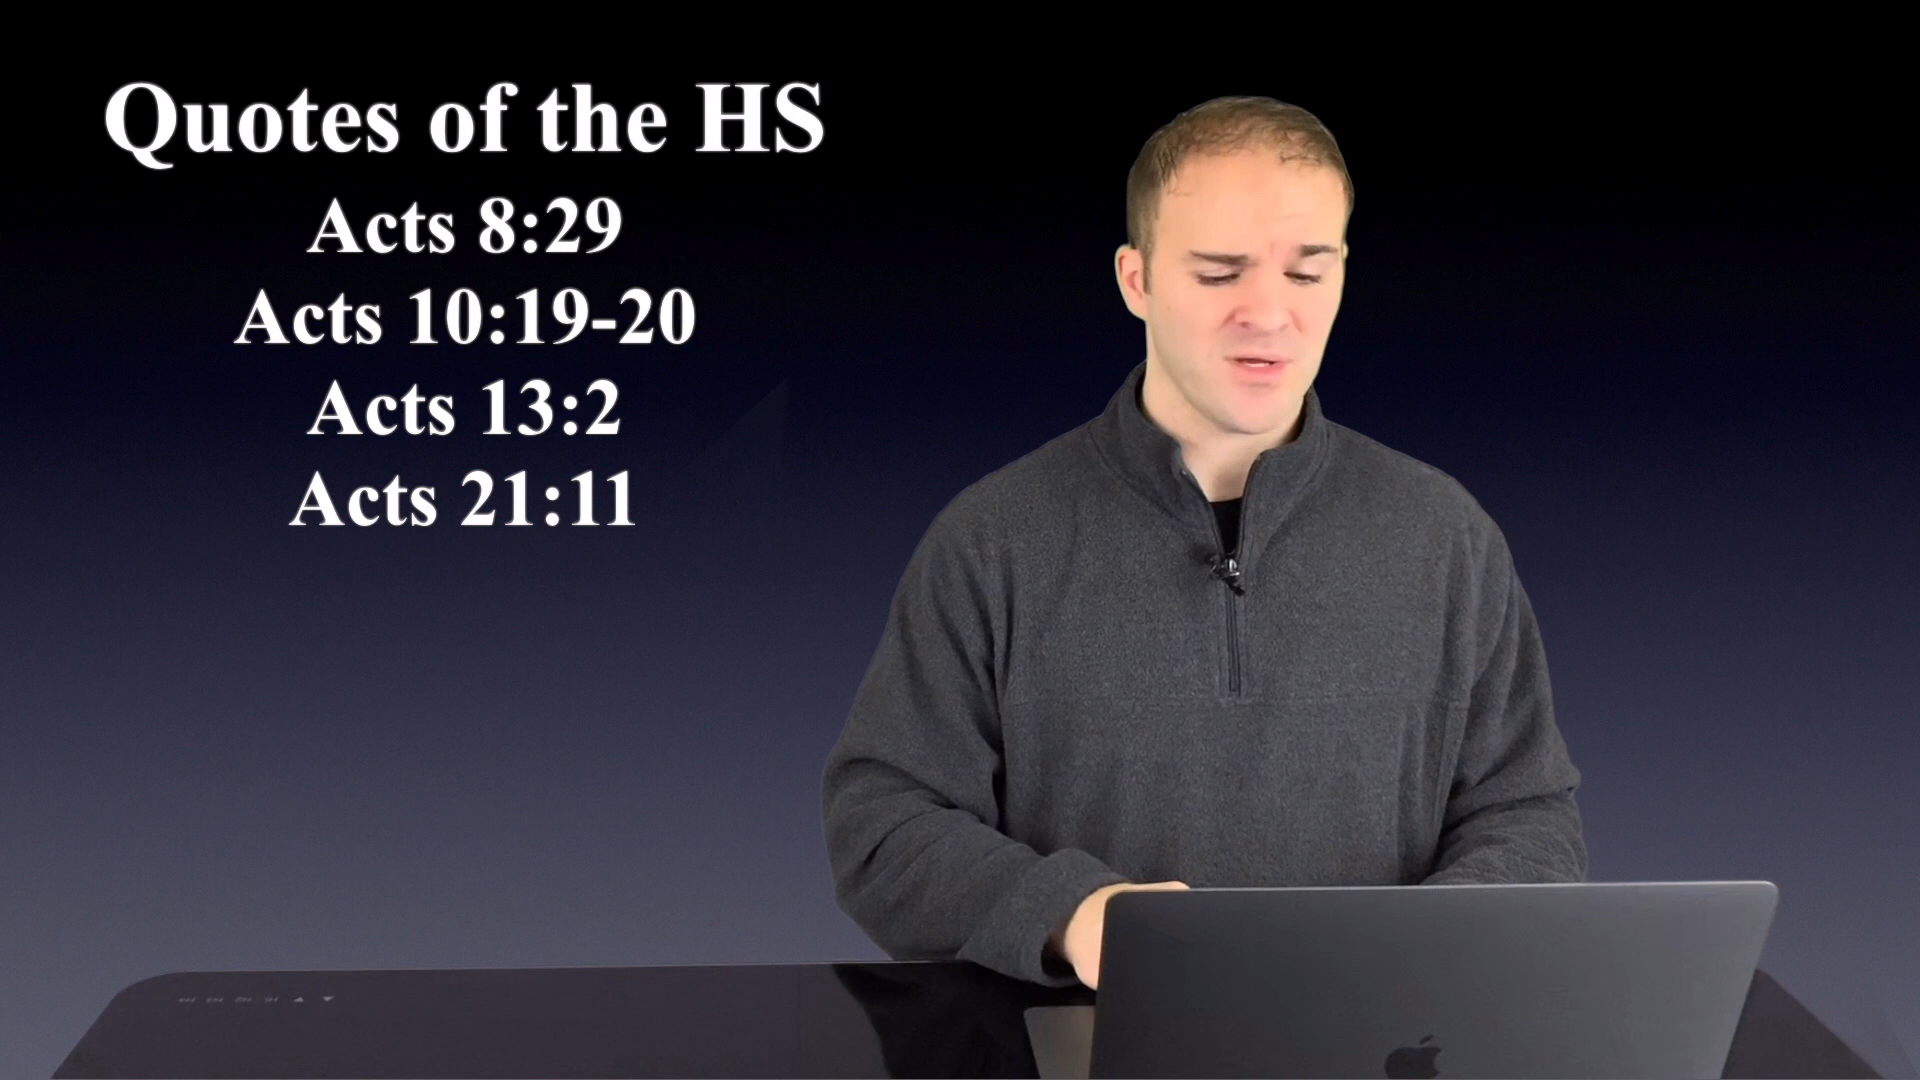 Quotes of the HS
Acts 8:29
Acts 10:19-20
Acts 13:2
Acts 21:11